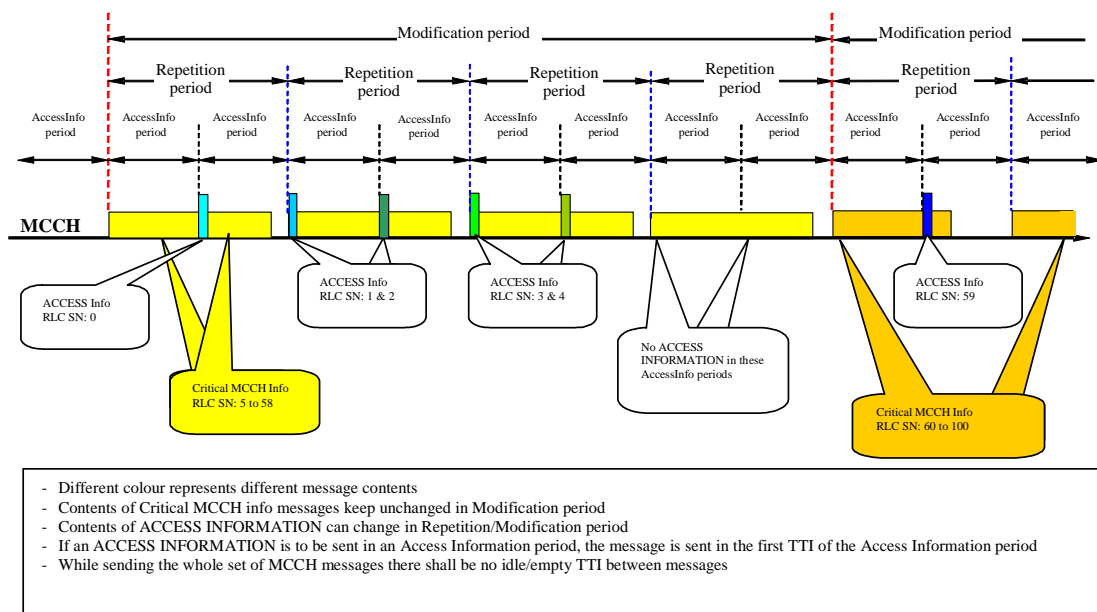 Modification period
Modification period
Repetition
period
Repetition
period
Repetition
period
Repetition
period
Repetition
period
AccessInfo
period
AccessInfo
period
AccessInfo
period
AccessInfo
period
AccessInfo
period
AccessInfo
period
AccessInfo
period
AccessInfo
period
AccessInfo
period
AccessInfo
period
AccessInfo
period
AccessInfo
period
MCCH
ACCESS Info
RLC SN: 0
ACCESS Info
RLC SN: 1 & 2
ACCESS Info
RLC SN: 3 & 4
ACCESS Info
RLC SN: 59
No ACCESS
INFORMATION in these
AccessInfo periods
Critical MCCH Info
RLC SN: 5 to 58
Critical MCCH Info
RLC SN: 60 to 100
- Different colour represents different message contents
- Contents of Critical MCCH info messages keep unchanged in Modification period
- Contents of ACCESS INFORMATION can change in Repetition/Modification period
- If an ACCESS INFORMATION is to be sent in an Access Information period, the message is sent in the first TTI of the Access Information period
- While sending the whole set of MCCH messages there shall be no idle/empty TTI between messages